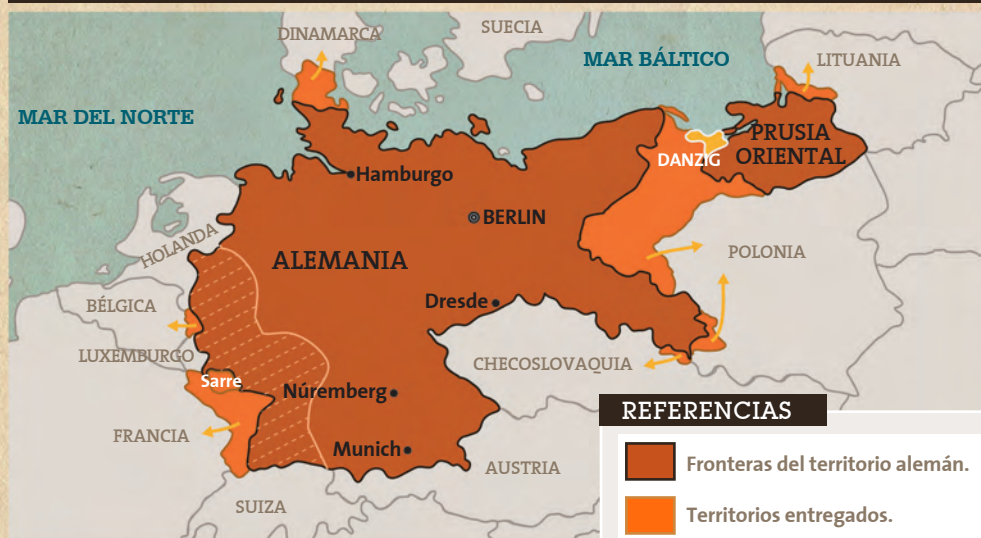 DINAMARCA
SUECIA
MAR BÁLTICO
LITUANIA
MAR DEL NORTE
PRUSIA
ORIENTAL
DANZIG
Hamburgo
BERLIN
HOLANDA
ALEMANIA
POLONIA
BÉLGICA
Dresde
LUXEMBURGO
CHECOSLOVAQUIA
Sarre
Núremberg
FRANCIA
Munich
AUSTRIA
SUIZA
REFERENCIAS
Fronteras del territorio alemán.
Territorios entregados.